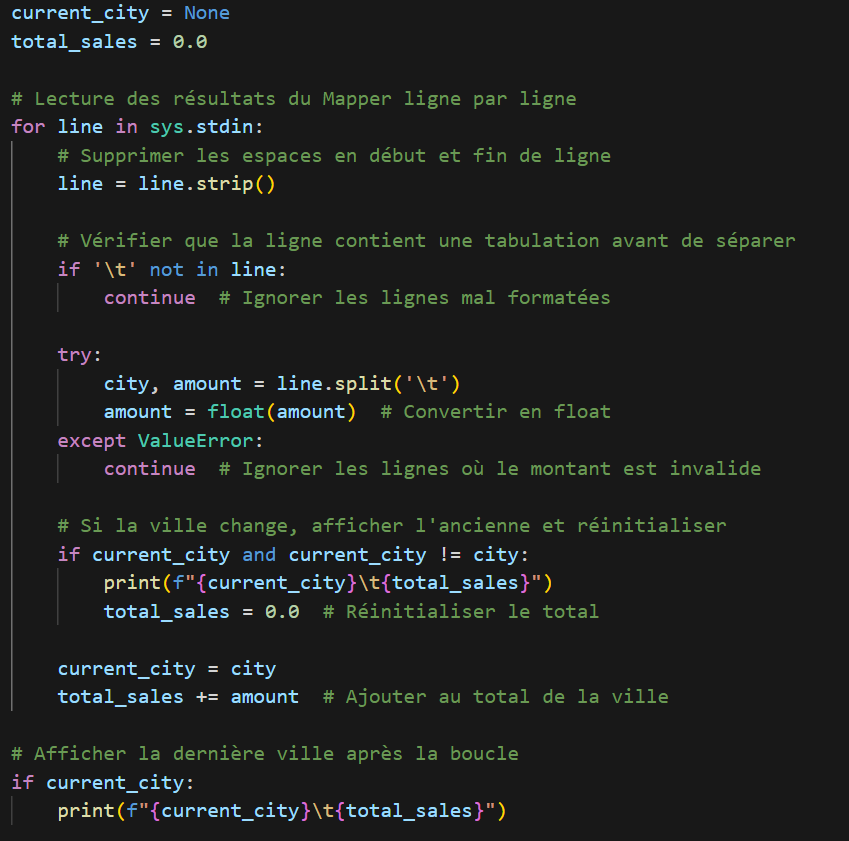 current_city = None
total_sales = 0.0
# Lecture des résultats du Mapper ligne par ligne
for line in sys.stdin:
    # Supprimer les espaces en début et fin de ligne
    line = line.strip()
    # Vérifier que la ligne contient une tabulation avant de séparer
    if '\t' not in line:
        continue  # Ignorer les lignes mal formatées
    try:
        city, amount = line.split('\t')
        amount = float(amount)  # Convertir en float
    except ValueError:
        continue  # Ignorer les lignes où le montant est invalide
    # Si la ville change, afficher l'ancienne et réinitialiser
    if current_city and current_city != city:
        print(f"{current_city}\t{total_sales}")
        total_sales = 0.0  # Réinitialiser le total
    current_city = city
    total_sales += amount  # Ajouter au total de la ville
# Afficher la dernière ville après la boucle
if current_city:
    print(f"{current_city}\t{total_sales}")